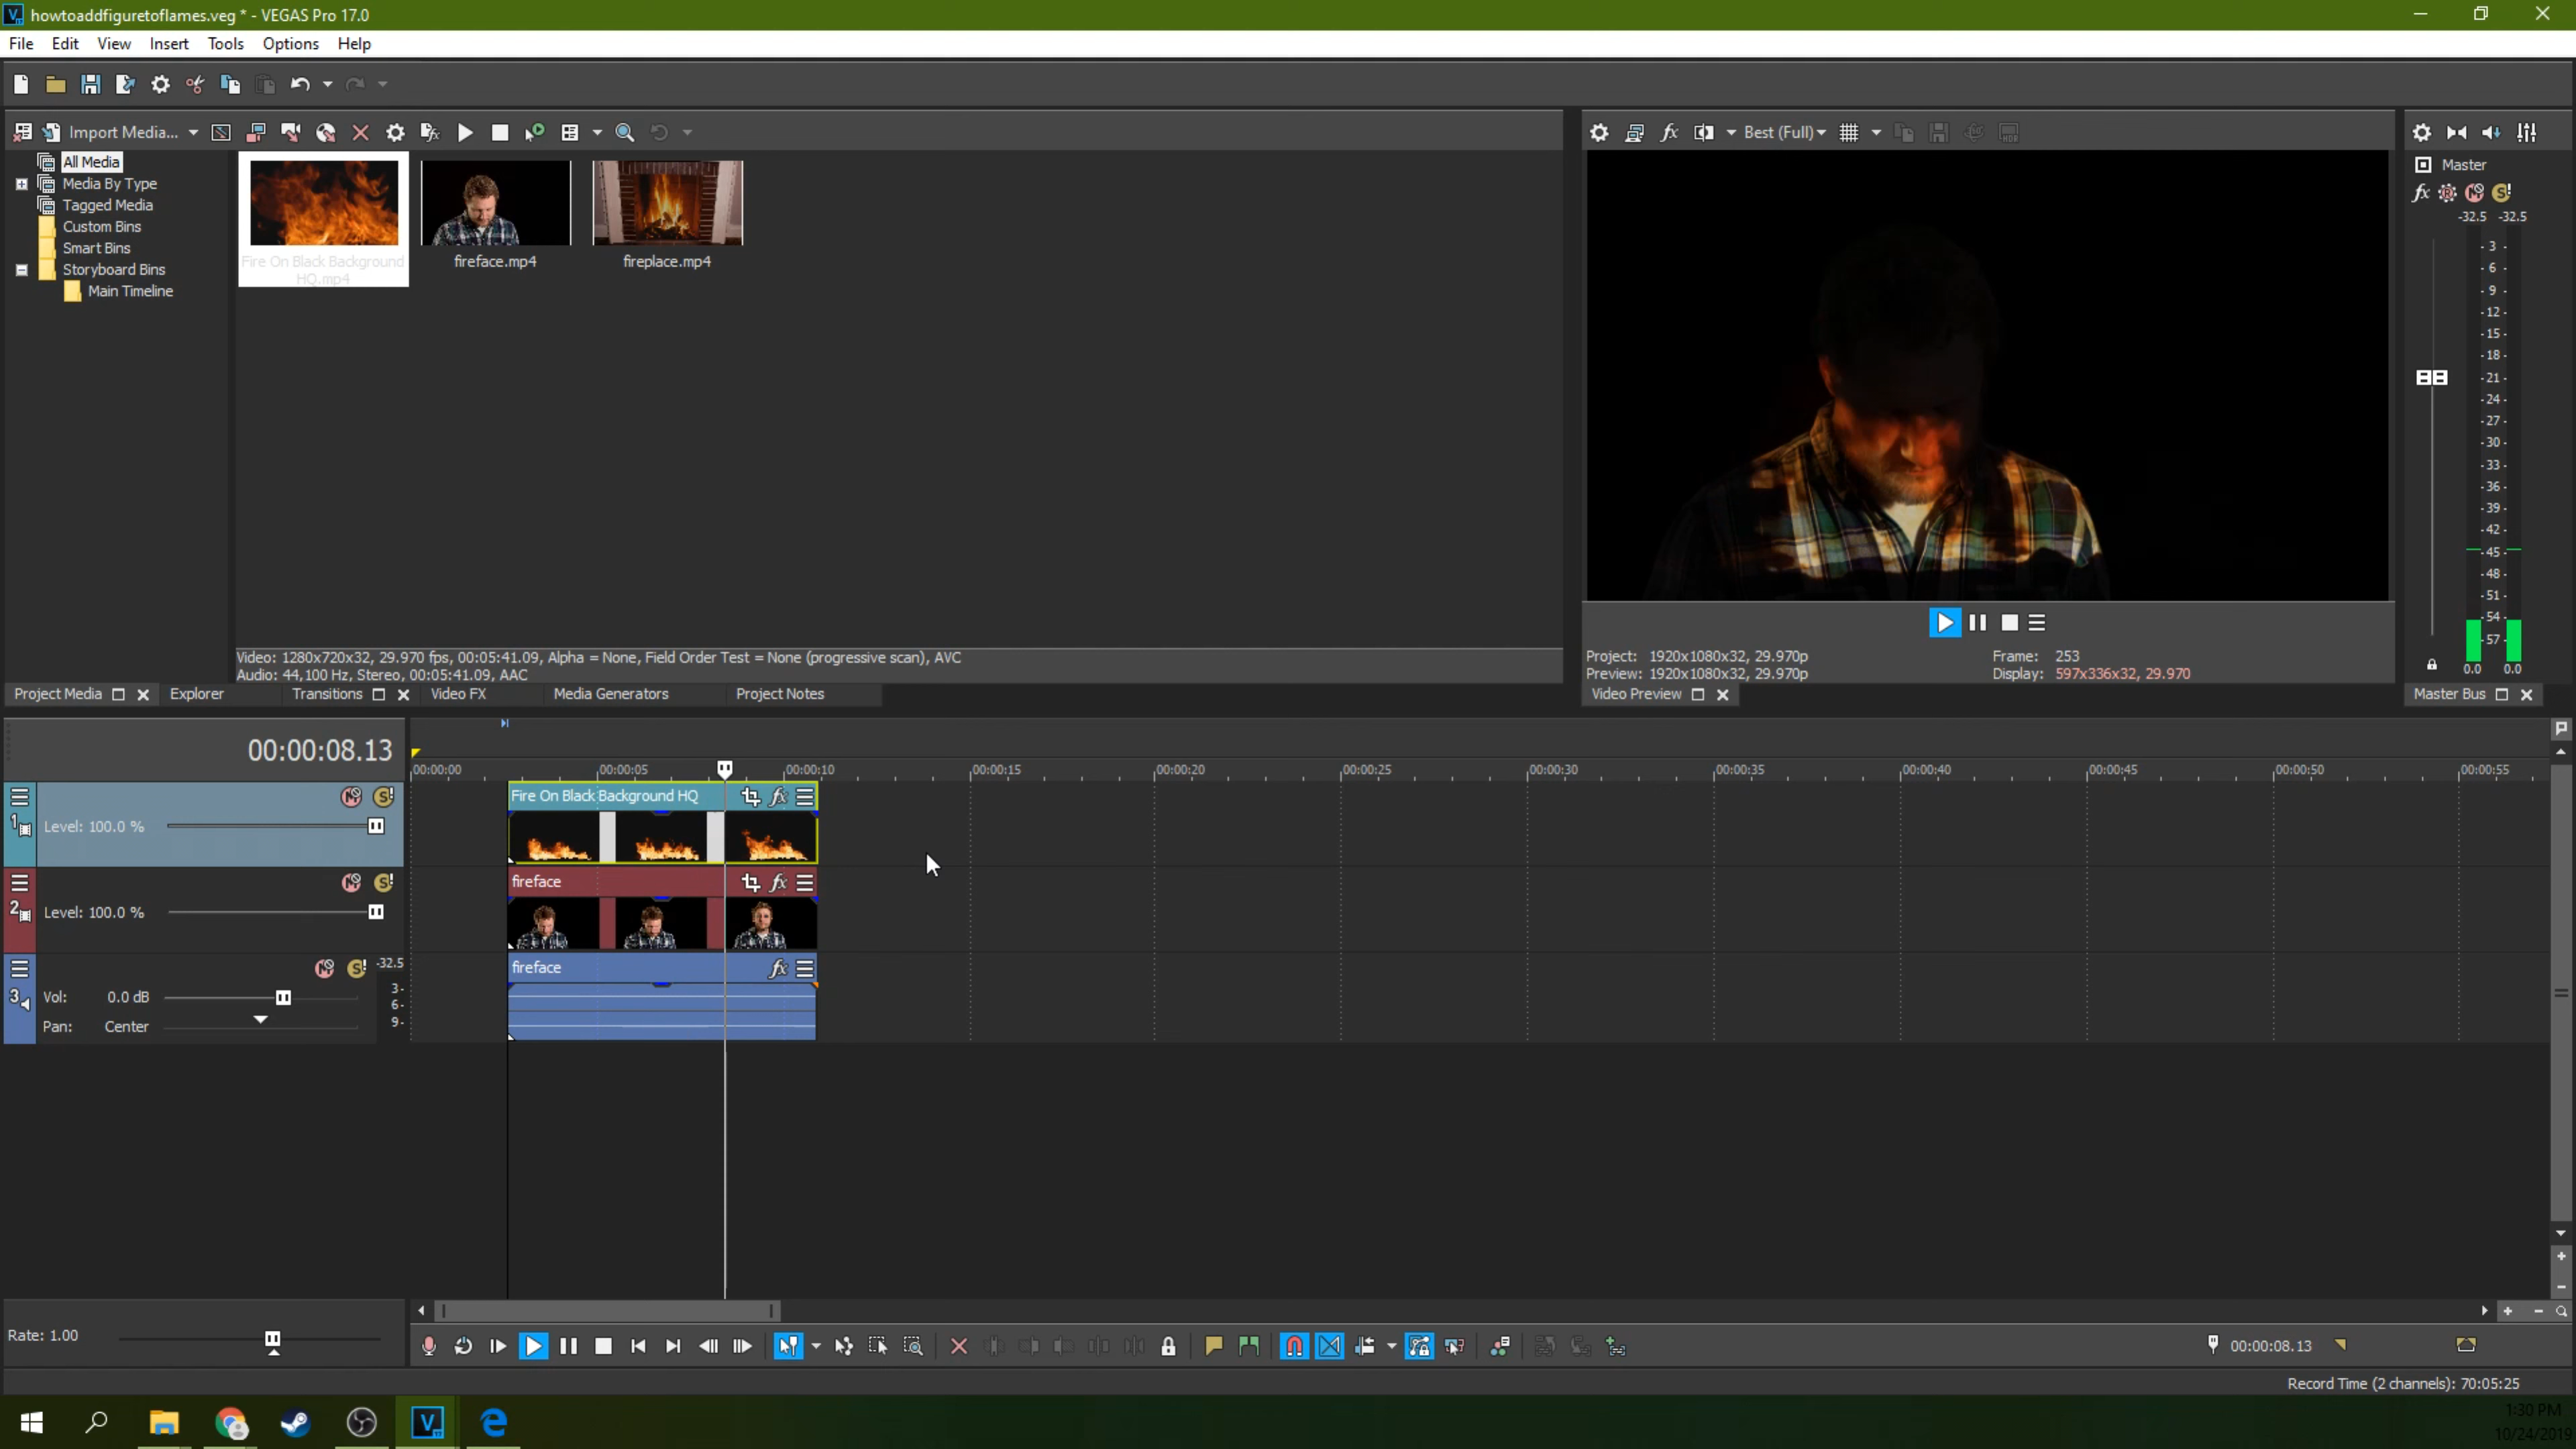 howtoaddfiguretoflames.veg * - VEGAS Pro 17.0
File Edit View Insert Tools Options Help
Import Media...
Best (Full)
All Media
Media By Type
Tagged Media
Custom Bins
Smart Bins
Storyboard Bins
Main Timeline
Fire On Black Background
HQ.mp4
fireface.mp4
fireplace.mp4
Master
-32.5 -32.5
- 3 -
- 6 -
- 9 -
- 12 -
- 15 -
- 18 -
- 21 -
- 24 -
- 27 -
- 30 -
- 33 -
- 36 -
- 39 -
- 42 -
- 45 -
- 48 -
- 51 -
- 54 -
- 57 -
0.0 0.0
Video: 1280x720x32, 29.970 fps, 00:05:41.09, Alpha = None, Field Order Test = None (progressive scan), AVC
Audio: 44,100 Hz, Stereo, 00:05:41.09, AAC
Project: 1920x1080x32, 29.970p
Preview: 1920x1080x32, 29.970p
Frame: 253
Display: 597x336x32, 29.970
Project Media Explorer Transitions Video FX Media Generators Project Notes
Video Preview
Master Bus
00:00:08.13
00:00:00 00:00:05 00:00:10 00:00:15 00:00:20 00:00:25 00:00:30 00:00:35 00:00:40 00:00:45 00:00:50 00:00:55
1 Level: 100.0 %
Fire On Black Background HQ
2 Level: 100.0 %
fireface
3 Vol: 0.0 dB
Pan: Center
-32.5
3-
6-
9-
fireface
Rate: 1.00
00:00:08.13
Record Time (2 channels): 70:05:25
1:30 PM